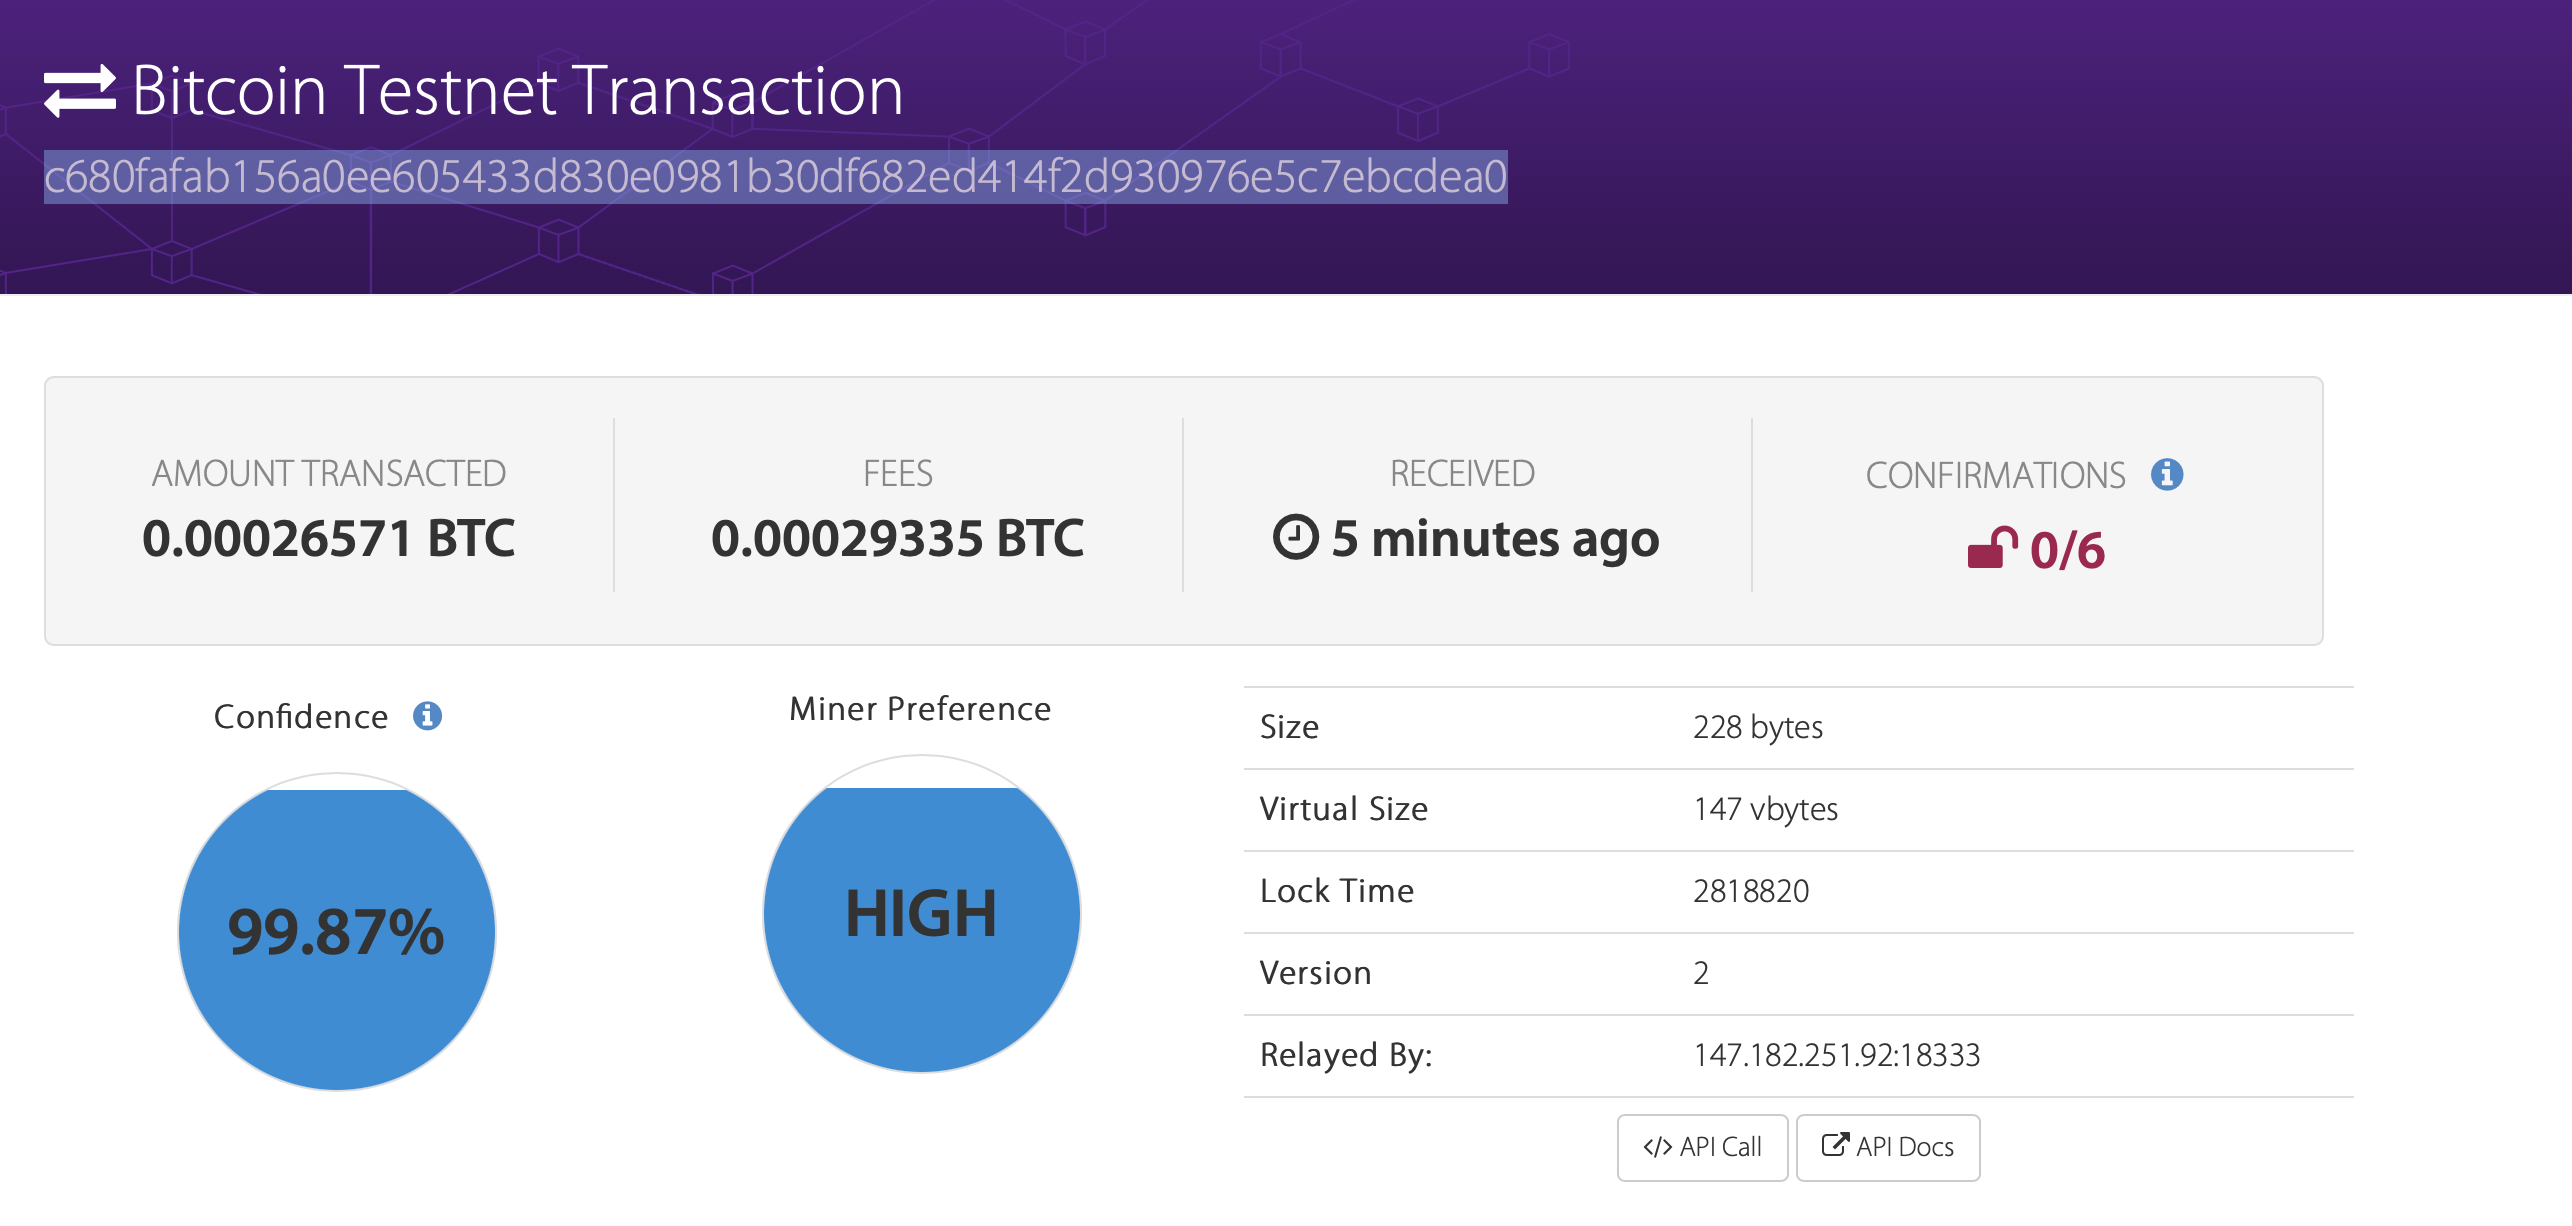 Bitcoin Testnet Transaction
c680fafab156a0ee605433d830e0981b30df682ed414f2d930976e5c7ebcdea0
AMOUNT TRANSACTED
0.00026571 BTC
FEES
0.00029335 BTC
RECEIVED
5 minutes ago
CONFIRMATIONS
0/6
Confidence
99.87%
Miner Preference
HIGH
Size 228 bytes
Virtual Size 147 vbytes
Lock Time 2818820
Version 2
Relayed By: 147.182.251.92:18333
</> API Call
API Docs